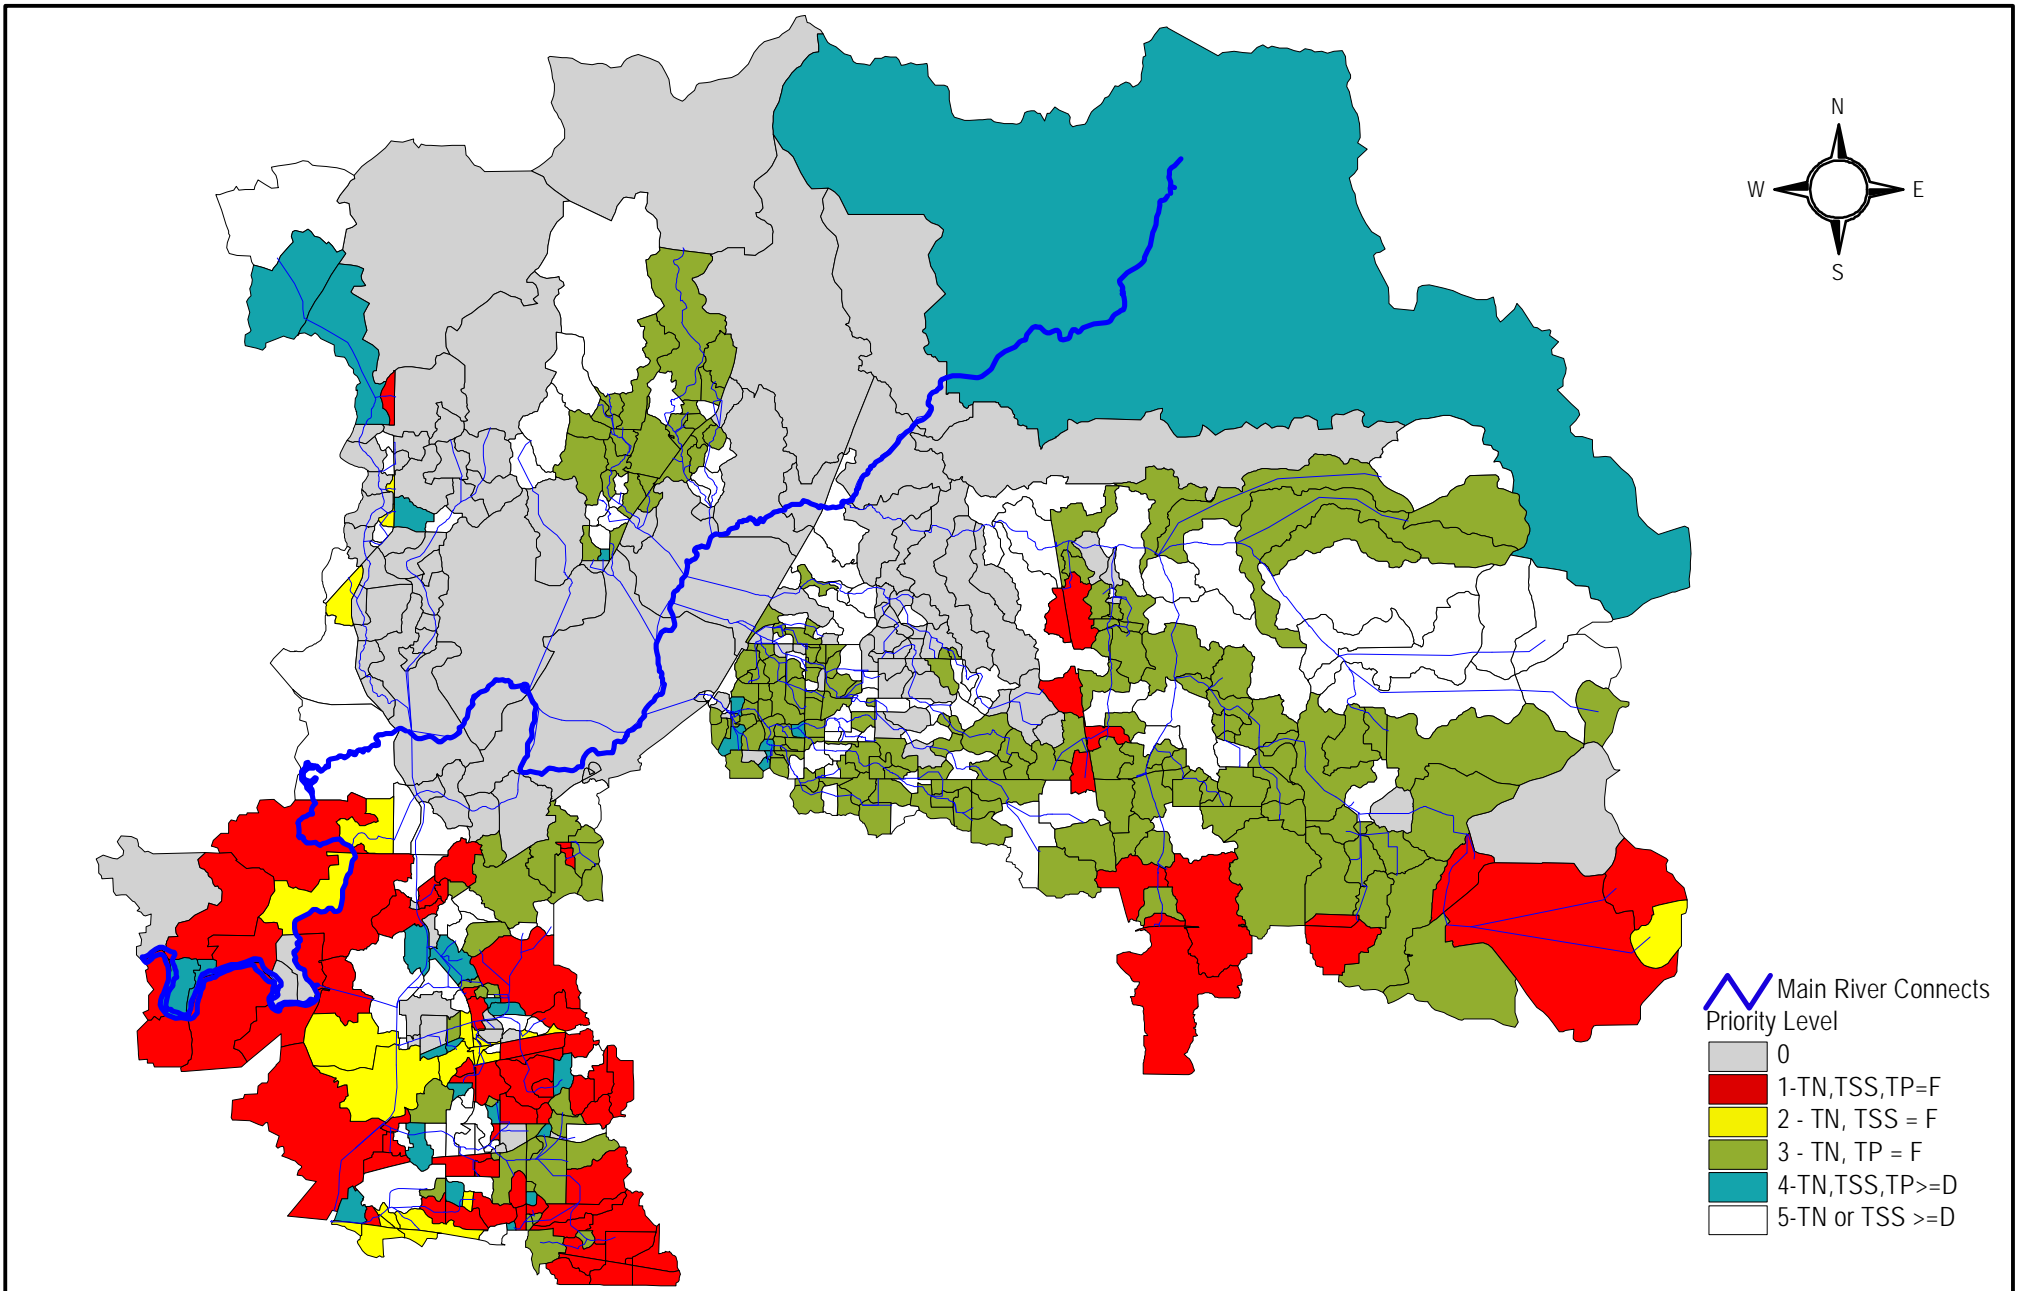 N
W E
S
Main River Connects
Priority Level
0
1-TN,TSS,TP=F
2 - TN, TSS = F
3 - TN, TP = F
4-TN,TSS,TP>=D
5-TN or TSS >=D